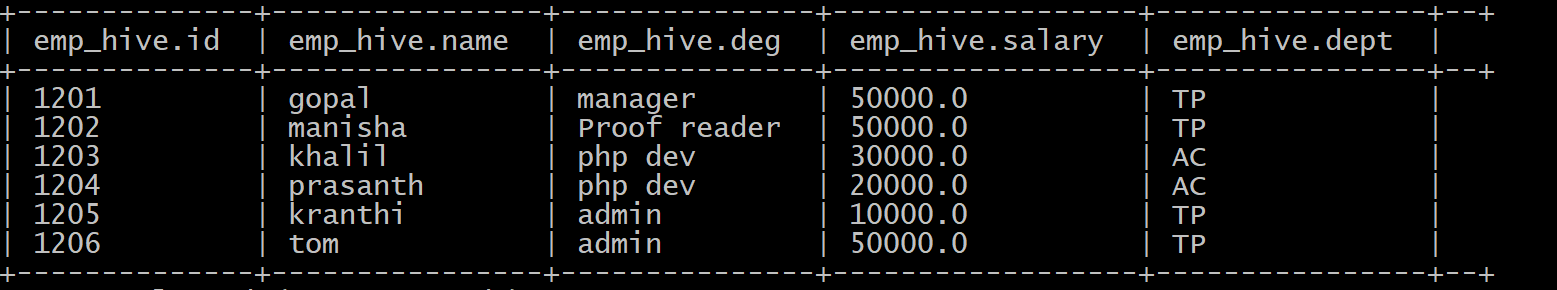 +--------------+----------------+---------------+-------------------+----------------+--+
| emp_hive.id | emp_hive.name | emp_hive.deg | emp_hive.salary | emp_hive.dept |
+--------------+----------------+---------------+-------------------+----------------+--+
| 1201 | gopal | manager | 50000.0 | TP |
| 1202 | manisha | Proof reader | 50000.0 | TP |
| 1203 | khalil | php dev | 30000.0 | AC |
| 1204 | prasanth | php dev | 20000.0 | AC |
| 1205 | kranthi | admin | 10000.0 | TP |
| 1206 | tom | admin | 50000.0 | TP |
+--------------+----------------+---------------+-------------------+----------------+--+